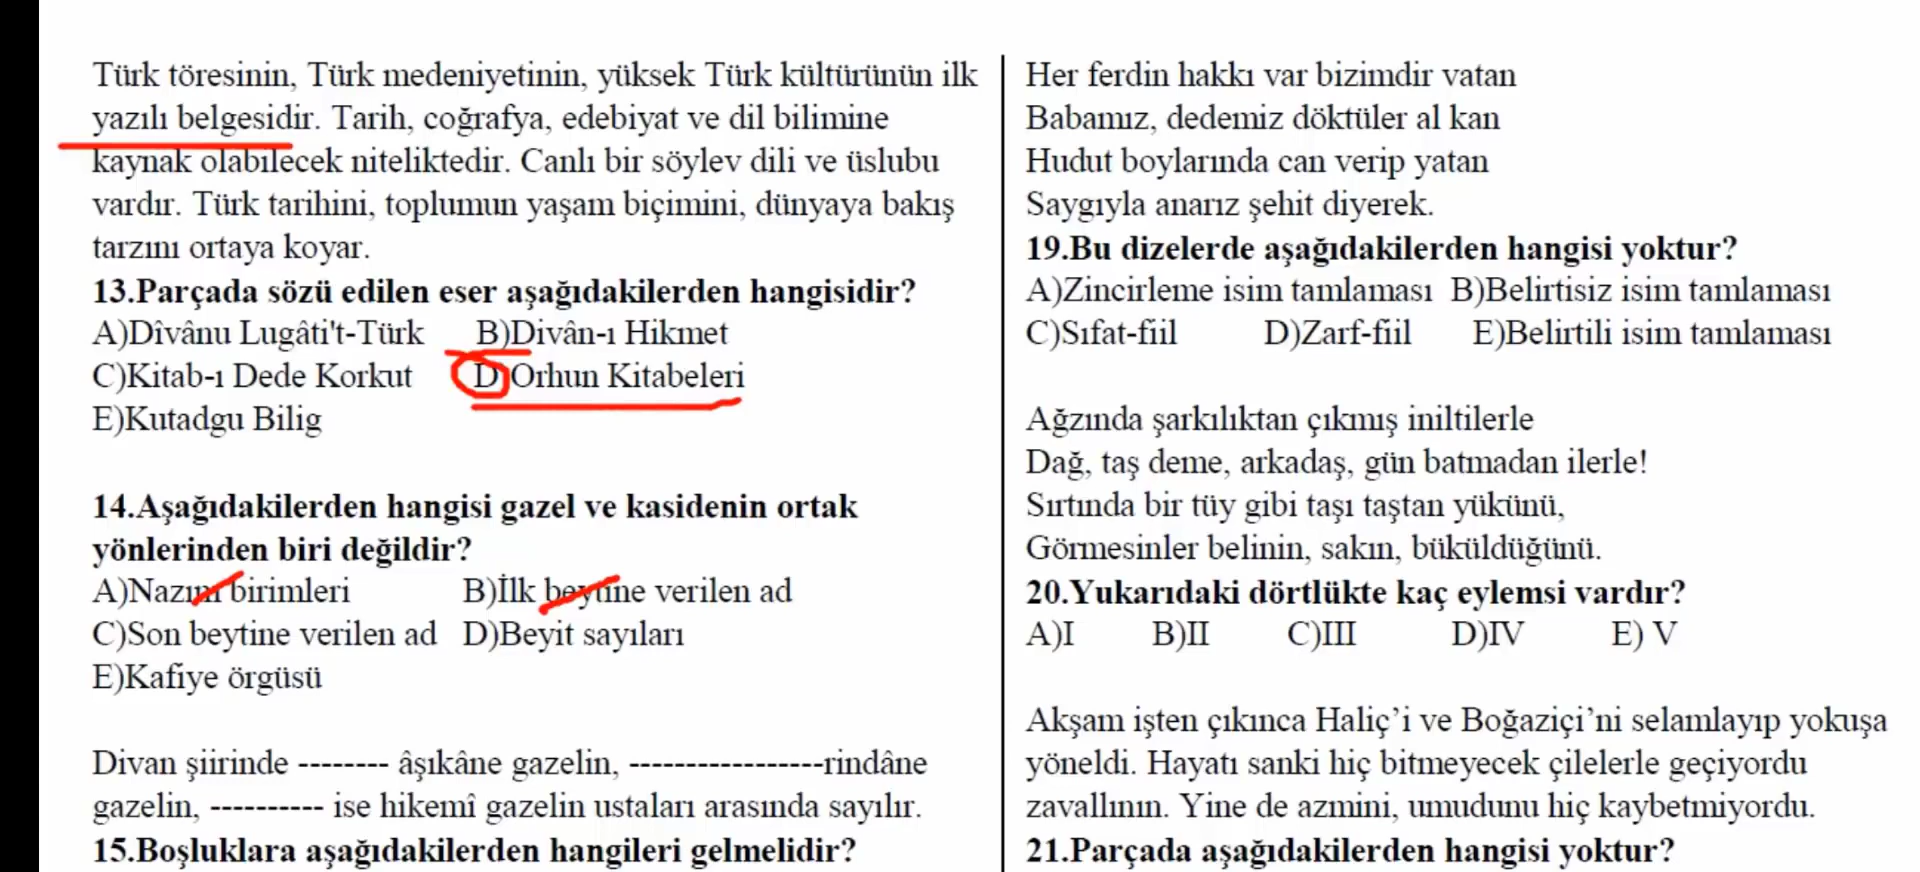 Türk töresinin, Türk medeniyetinin, yüksek Türk kültürünün ilk
yazılı belgesidir. Tarih, coğrafya, edebiyat ve dil bilimine
kaynak olabilecek niteliktedir. Canlı bir söylev dili ve üslubu
vardır. Türk tarihini, toplumun yaşam biçimini, dünyaya bakış
tarzını ortaya koyar.
13.Parçada sözü edilen eser aşağıdakilerden hangisidir?
A)Dîvânu Lugâti't-Türk B)Divân-ı Hikmet
C)Kitab-ı Dede Korkut D)Orhun Kitabeleri
E)Kutadgu Bilig
14.Aşağıdakilerden hangisi gazel ve kasidenin ortak
yönlerinden biri değildir?
A)Nazım birimleri B)İlk beytine verilen ad
C)Son beytine verilen ad D)Beyit sayıları
E)Kafiye örgüsü
Divan şiirinde -------- âşıkâne gazelin, -----------------rindâne
gazelin, ---------- ise hikemî gazelin ustaları arasında sayılır.
15.Boşluklara aşağıdakilerden hangileri gelmelidir?
Her ferdin hakkı var bizimdir vatan
Babamız, dedemiz döktüler al kan
Hudut boylarında can verip yatan
Saygıyla anarız şehit diyerek.
19.Bu dizelerde aşağıdakilerden hangisi yoktur?
A)Zincirleme isim tamlaması B)Belirtisiz isim tamlaması
C)Sıfat-fiil D)Zarf-fiil E)Belirtili isim tamlaması
Ağzında şarkılıktan çıkmış iniltilerle
Dağ, taş deme, arkadaş, gün batmadan ilerle!
Sırtında bir tüy gibi taşı taştan yükünü,
Görmesinler belinin, sakın, büküldüğünü.
20.Yukarıdaki dörtlükte kaç eylemsi vardır?
A)I B)II C)III D)IV E) V
Akşam işten çıkınca Haliç’i ve Boğaziçi’ni selamlayıp yokuşa
yöneldi. Hayatı sanki hiç bitmeyecek çilelerle geçiyordu
zavallının. Yine de azmini, umudunu hiç kaybetmiyordu.
21.Parçada aşağıdakilerden hangisi yoktur?